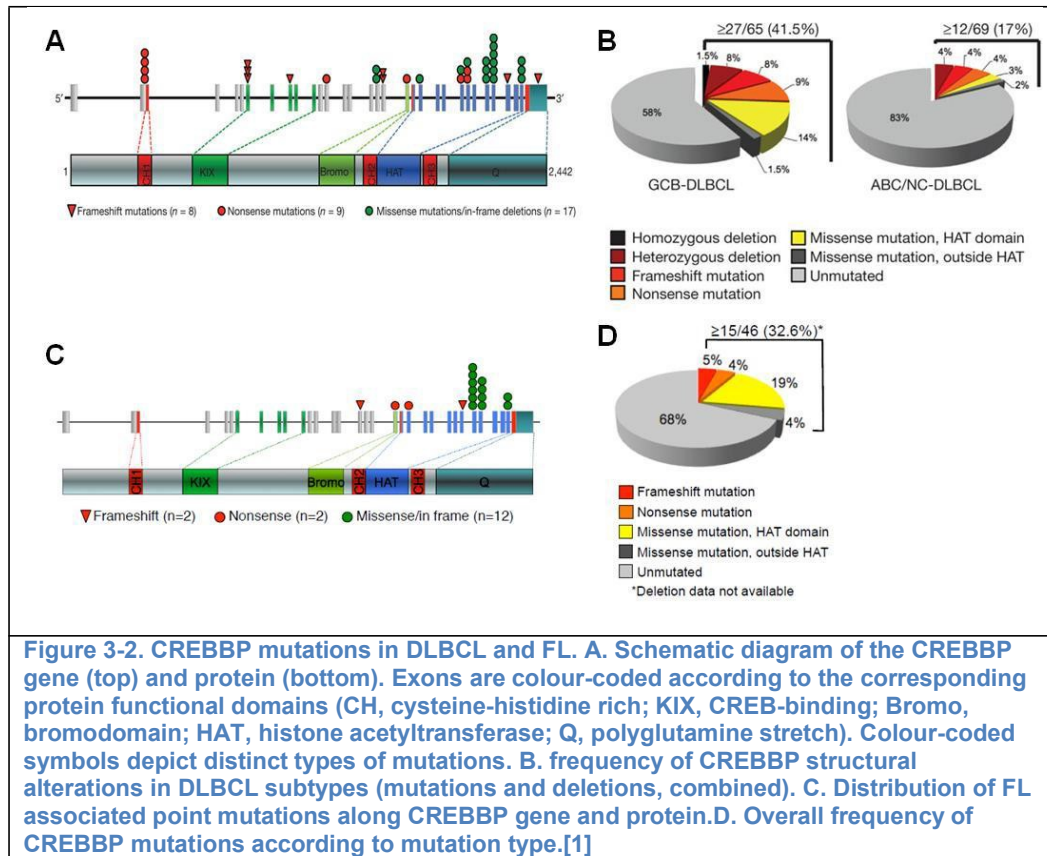 A
5′
3′
1
CH1
KIX
Bromo
CH2
HAT
CH3
Q
2,442
Frameshift mutations (n = 8)
Nonsense mutations (n = 9)
Missense mutations/in-frame deletions (n = 17)
B
≥27/65 (41.5%)
1.5%
8%
8%
9%
14%
1.5%
58%
GCB-DLBCL
≥12/69 (17%)
4%
4%
4%
3%
2%
83%
ABC/NC-DLBCL
Homozygous deletion
Heterozygous deletion
Frameshift mutation
Nonsense mutation
Missense mutation, HAT domain
Missense mutation, outside HAT
Unmutated
C
CH1
KIX
Bromo
CH2
HAT
CH3
Q
Frameshift (n=2)
Nonsense (n=2)
Missense/in frame (n=12)
D
≥15/46 (32.6%)*
5%
4%
19%
4%
68%
Frameshift mutation
Nonsense mutation
Missense mutation, HAT domain
Missense mutation, outside HAT
Unmutated
*Deletion data not available
Figure 3-2. CREBBP mutations in DLBCL and FL. A. Schematic diagram of the CREBBP
gene (top) and protein (bottom). Exons are colour-coded according to the corresponding
protein functional domains (CH, cysteine-histidine rich; KIX, CREB-binding; Bromo,
bromodomain; HAT, histone acetyltransferase; Q, polyglutamine stretch). Colour-coded
symbols depict distinct types of mutations. B. frequency of CREBBP structural
alterations in DLBCL subtypes (mutations and deletions, combined). C. Distribution of FL
associated point mutations along CREBBP gene and protein.D. Overall frequency of
CREBBP mutations according to mutation type.[1]